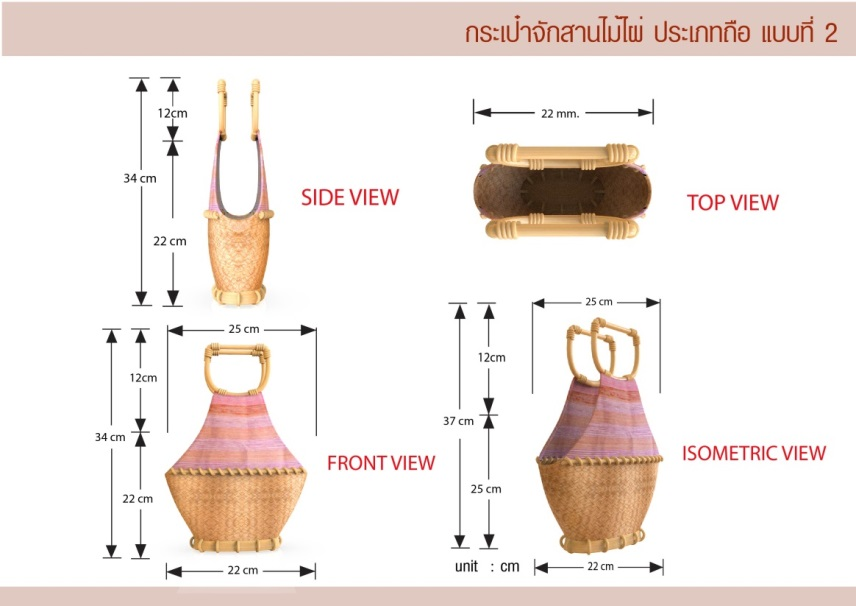 กระเป๋าจักสานไม้ไผ่ ประเภทถือ แบบที่ 2
12cm
34 cm
22 cm
SIDE VIEW
22 mm.
TOP VIEW
25 cm
12cm
34 cm
22 cm
22 cm
FRONT VIEW
25 cm
12cm
37 cm
25 cm
22 cm
ISOMETRIC VIEW
unit : cm